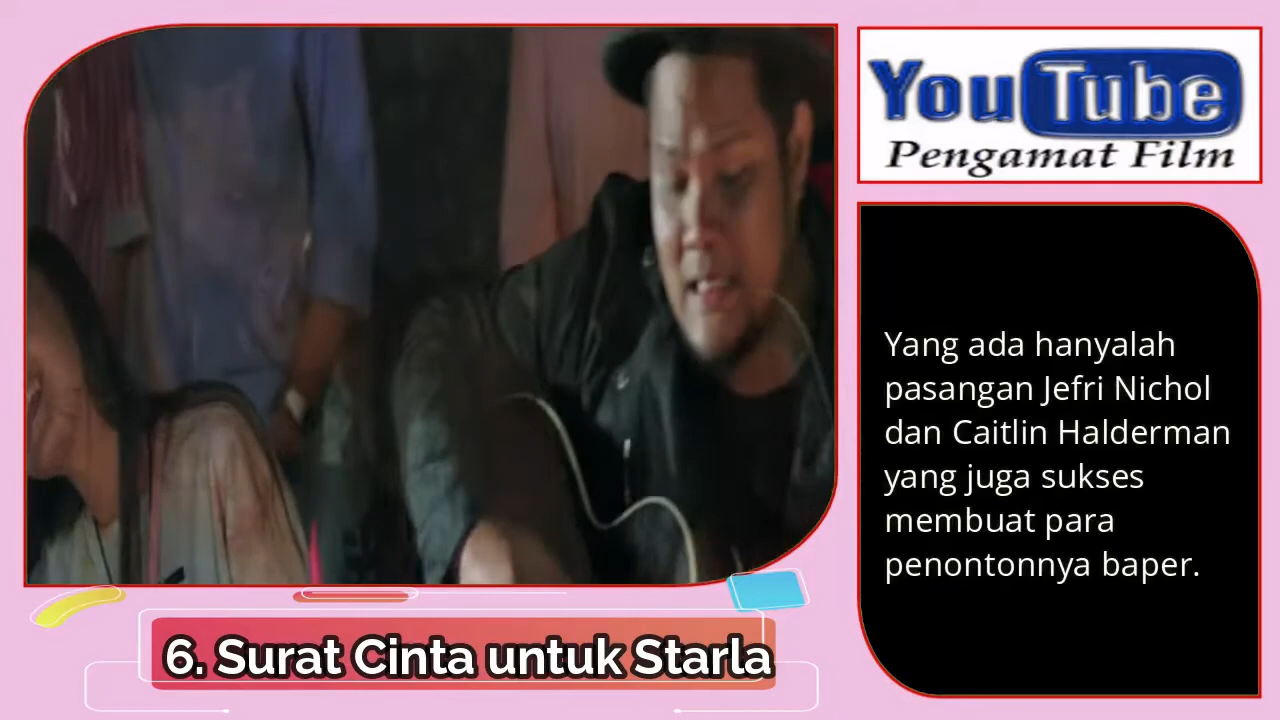 YouTube
Pengamat Film
Yang ada hanyalah
pasangan Jefri Nichol
dan Caitlin Halderman
yang juga sukses
membuat para
penontonnya baper.
6. Surat Cinta untuk Starla